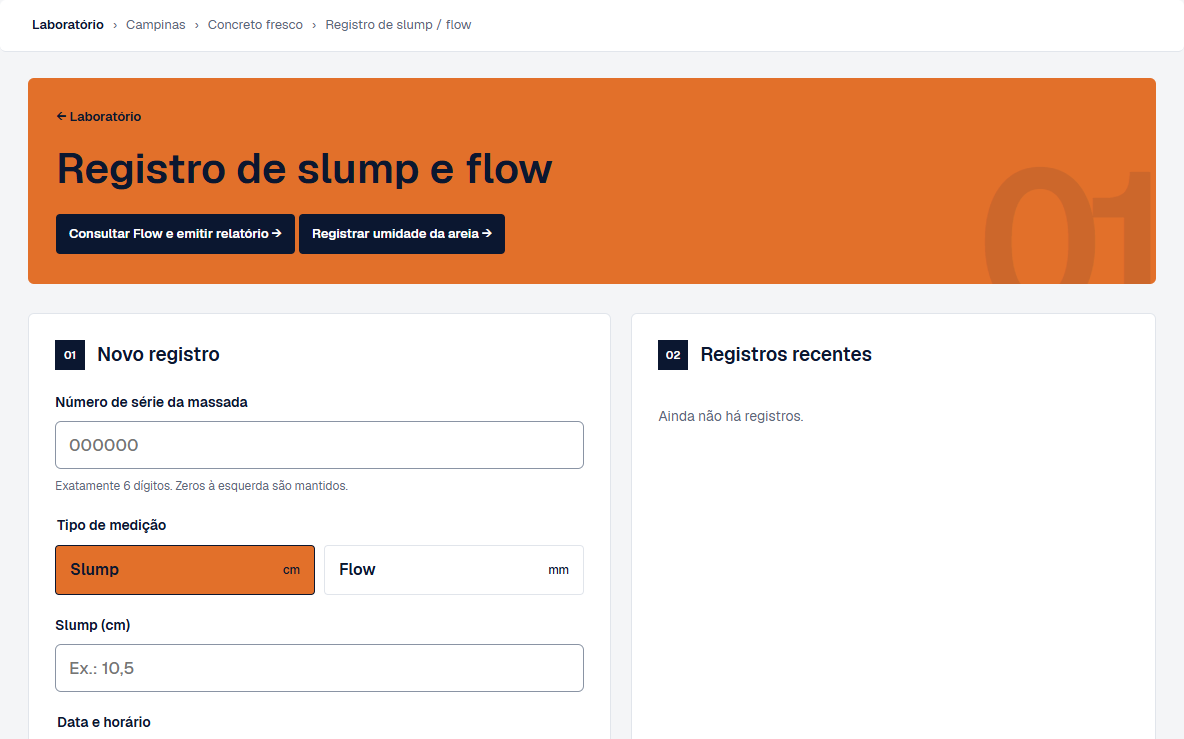 Laboratório › Campinas › Concreto fresco › Registro de slump / flow
← Laboratório
Registro de slump e flow
Consultar Flow e emitir relatório → Registrar umidade da areia →
01
01 Novo registro
Número de série da massada
000000
Exatamente 6 dígitos. Zeros à esquerda são mantidos.
Tipo de medição
Slump cm Flow mm
Slump (cm)
Ex.: 10,5
Data e horário
02 Registros recentes
Ainda não há registros.